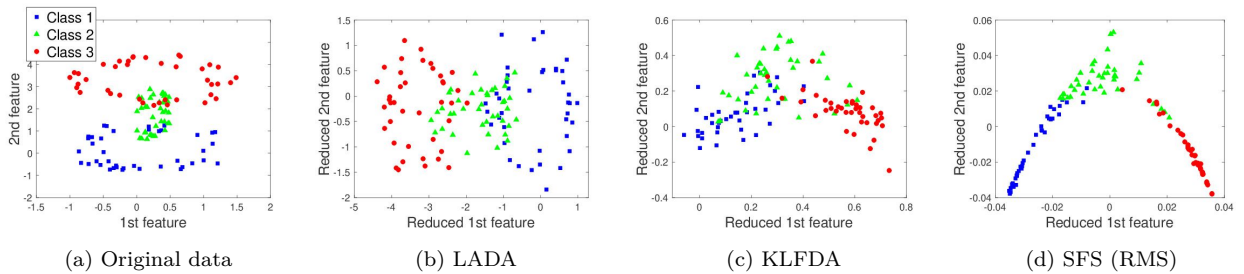 Class 1
Class 2
Class 3
2nd feature
4
3
2
1
0
-1
-2
-1.5 -1 -0.5 0 0.5 1 1.5 2
1st feature
(a) Original data
Reduced 2nd feature
1.5
1
0.5
0
-0.5
-1
-1.5
-2
-5 -4 -3 -2 -1 0 1
Reduced 1st feature
(b) LADA
Reduced 2nd feature
0.6
0.4
0.2
0
-0.2
-0.4
0 0.2 0.4 0.6 0.8
Reduced 1st feature
(c) KLFDA
Reduced 2nd feature
0.06
0.04
0.02
0
-0.02
-0.04
-0.04 -0.02 0 0.02 0.04
Reduced 1st feature
(d) SFS (RMS)